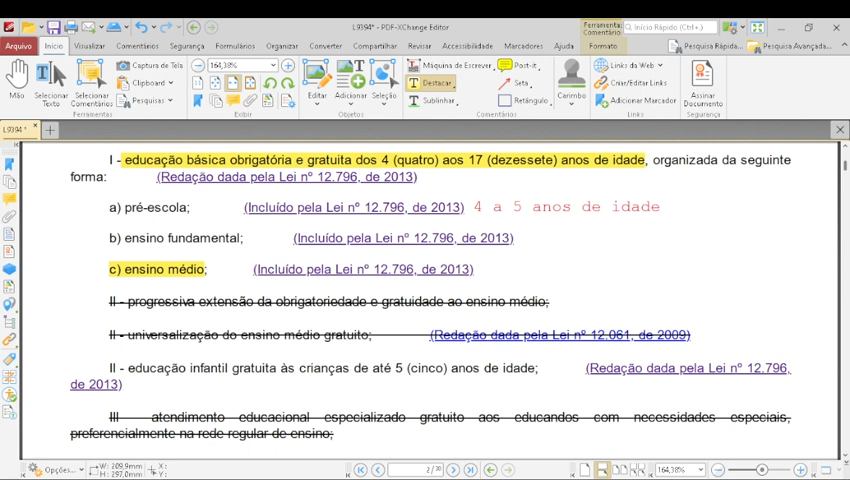 L9394* - PDF-XChange Editor
Ferramenta:
Comentário
Início Rápido (Ctrl+.)
Arquivo Início Visualizar Comentários Segurança Formulários Organizar Converter Compartilhar Revisar Accessibilidade Marcadores Ajuda Formato Pesquisa Rápida... Pesquisa Avançada...
Mão
Selecionar Texto
Selecionar Comentários
Captura de Tela
Clipboard
Pesquisas
Ferramentas
164,38%
Exibir
Editar
Adicionar
Seleção
Objetos
Máquina de Escrever
Destacar
Sublinhar
Post-it
Seta
Retângulo
Carimbo
Comentários
Links da Web
Criar/Editar Links
Adicionar Marcador
Links
Assinar Documento
Segurança
L9394 *
I - educação básica obrigatória e gratuita dos 4 (quatro) aos 17 (dezessete) anos de idade, organizada da seguinte
forma: (Redação dada pela Lei nº 12.796, de 2013)
a) pré-escola; (Incluído pela Lei nº 12.796, de 2013) 4 a 5 anos de idade
b) ensino fundamental; (Incluído pela Lei nº 12.796, de 2013)
c) ensino médio; (Incluído pela Lei nº 12.796, de 2013)
II - progressiva extensão da obrigatoriedade e gratuidade ao ensino médio;
II - universalização do ensino médio gratuito; (Redação dada pela Lei nº 12.061, de 2009)
II - educação infantil gratuita às crianças de até 5 (cinco) anos de idade; (Redação dada pela Lei nº 12.796,
de 2013)
III atendimento educacional especializado gratuito aos educandos com necessidades especiais,
preferencialmente na rede regular de ensino;
Opções...
W: 209,9mm
H: 297,0mm
X:
Y:
2/30
164,38%